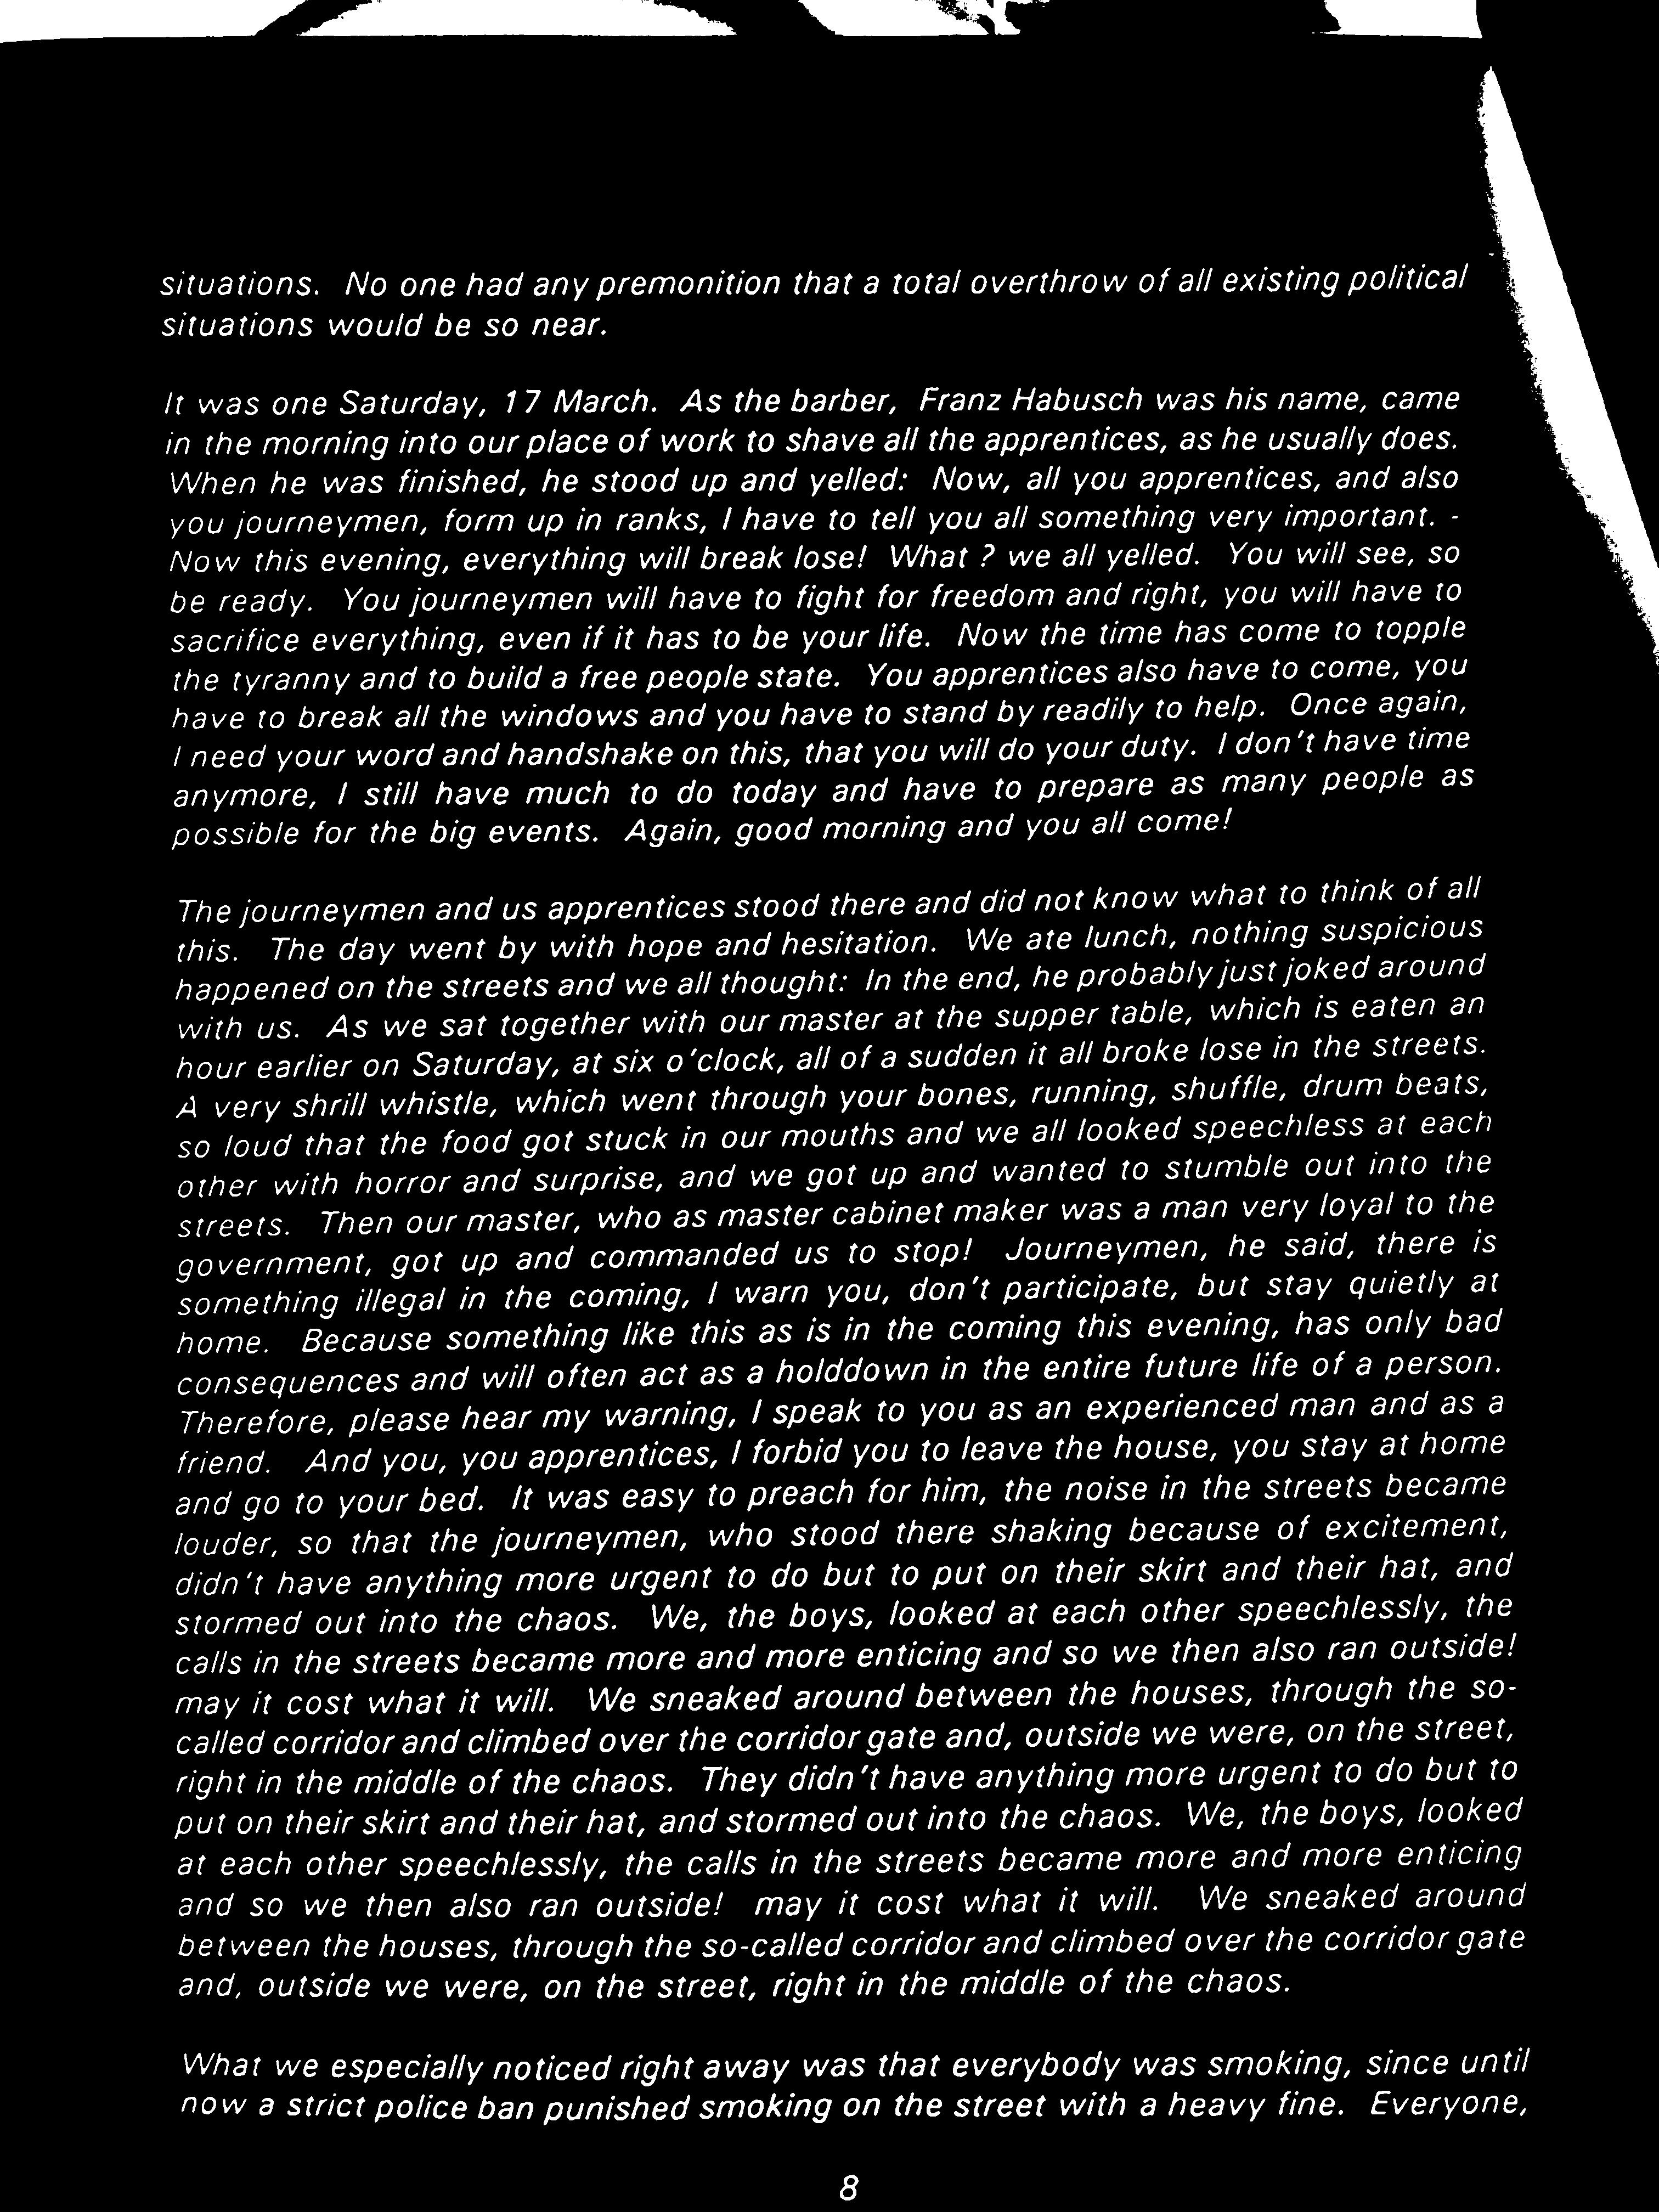 situations. No one had any premonition that a total overthrow of all existing political
situations would be so near.
It was one Saturday, 17 March. As the barber, Franz Habusch was his name, came
in the morning into our place of work to shave all the apprentices, as he usually does.
When he was finished, he stood up and yelled: Now, all you apprentices, and also
you journeymen, form up in ranks, I have to tell you all something very important. -
Now this evening, everything will break lose! What ? we all yelled. You will see, so
be ready. You journeymen will have to fight for freedom and right, you will have to
sacrifice everything, even if it has to be your life. Now the time has come to topple
the tyranny and to build a free people state. You apprentices also have to come, you
have to break all the windows and you have to stand by readily to help. Once again,
I need your word and handshake on this, that you will do your duty. I don't have time
anymore, I still have much to do today and have to prepare as many people as
possible for the big events. Again, good morning and you all come!
The journeymen and us apprentices stood there and did not know what to think of all
this. The day went by with hope and hesitation. We ate lunch, nothing suspicious
happened on the streets and we all thought: In the end, he probably just joked around
with us. As we sat together with our master at the supper table, which is eaten an
hour earlier on Saturday, at six o'clock, all of a sudden it all broke lose in the streets.
A very shrill whistle, which went through your bones, running, shuffle, drum beats,
so loud that the food got stuck in our mouths and we all looked speechless at each
other with horror and surprise, and we got up and wanted to stumble out into the
streets. Then our master, who as master cabinet maker was a man very loyal to the
government, got up and commanded us to stop! Journeymen, he said, there is
something illegal in the coming, I warn you, don't participate, but stay quietly at
home. Because something like this as is in the coming this evening, has only bad
consequences and will often act as a holddown in the entire future life of a person.
Therefore, please hear my warning, I speak to you as an experienced man and as a
friend. And you, you apprentices, I forbid you to leave the house, you stay at home
and go to your bed. It was easy to preach for him, the noise in the streets became
louder, so that the journeymen, who stood there shaking because of excitement,
didn't have anything more urgent to do but to put on their skirt and their hat, and
stormed out into the chaos. We, the boys, looked at each other speechlessly, the
calls in the streets became more and more enticing and so we then also ran outside!
may it cost what it will. We sneaked around between the houses, through the so-
called corridor and climbed over the corridor gate and, outside we were, on the street,
right in the middle of the chaos. They didn't have anything more urgent to do but to
put on their skirt and their hat, and stormed out into the chaos. We, the boys, looked
at each other speechlessly, the calls in the streets became more and more enticing
and so we then also ran outside! may it cost what it will. We sneaked around
between the houses, through the so-called corridor and climbed over the corridor gate
and, outside we were, on the street, right in the middle of the chaos.
What we especially noticed right away was that everybody was smoking, since until
now a strict police ban punished smoking on the street with a heavy fine. Everyone,
8